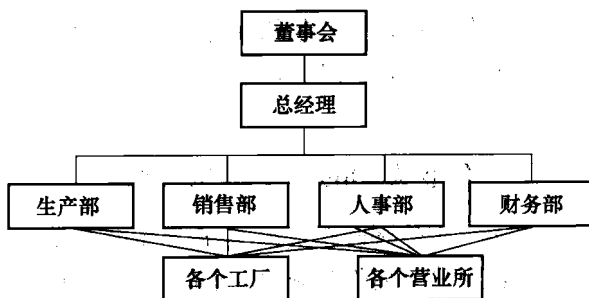 董事会
总经理
生产部 销售部 人事部 财务部
各个工厂 各个营业所